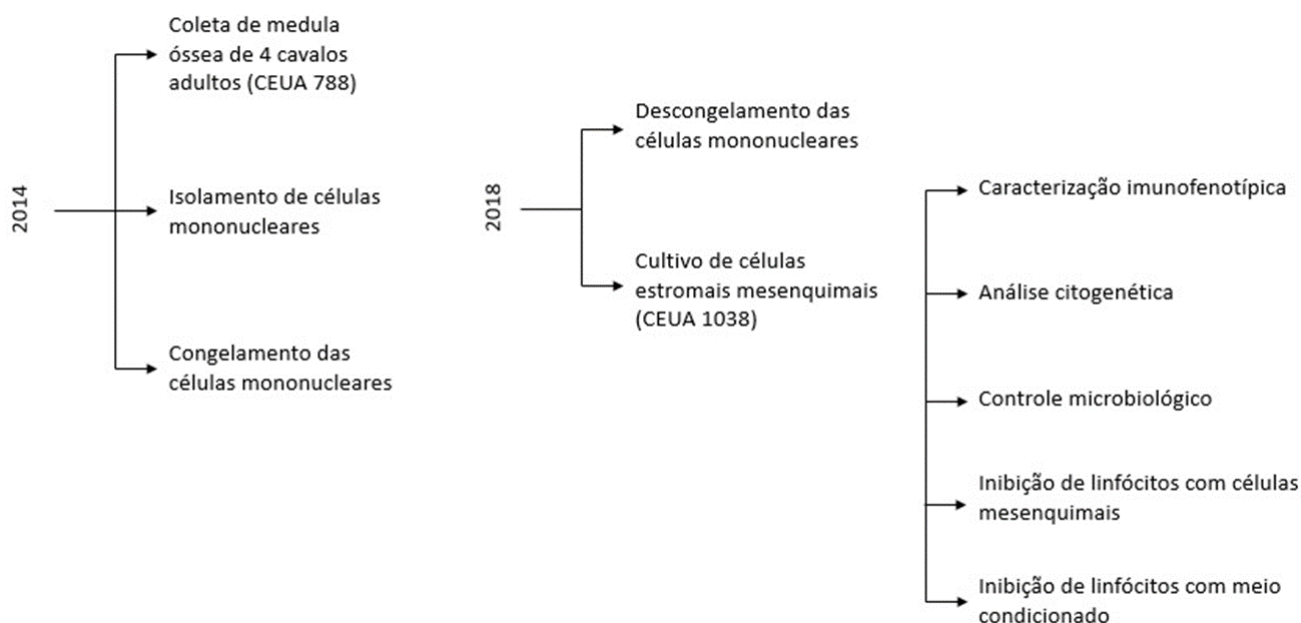 2014
Coleta de medula
óssea de 4 cavalos
adultos (CEUA 788)
Isolamento de células
mononucleares
Congelamento das
células mononucleares
2018
Descongelamento das
células mononucleares
Cultivo de células
estromais mesenquimais
(CEUA 1038)
Caracterização imunofenotípica
Análise citogenética
Controle microbiológico
Inibição de linfócitos com células
mesenquimais
Inibição de linfócitos com meio
condicionado